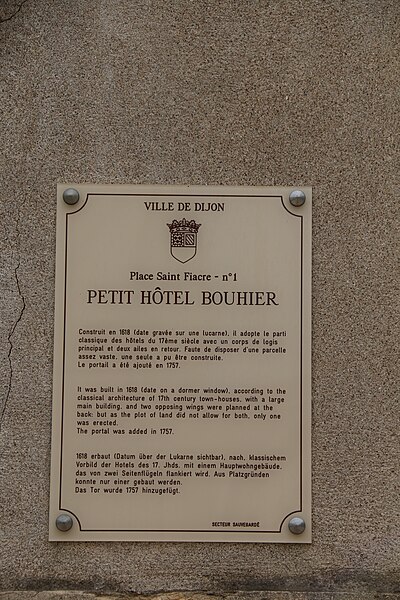 VILLE DE DIJON
Place Saint Fiacre - n°1
PETIT HÔTEL BOUHIER
Construit en 1618 (date gravée sur une lucarne), il adopte le parti
classique des hôtels du 17ème siècle avec un corps de logis
principal et deux ailes en retour. Faute de disposer d'une parcelle
assez vaste, une seule a pu être construite.
Le portail a été ajouté en 1757.
It was built in 1618 (date on a dormer window), according to the
classical architecture of 17th century town-houses, with a large
main building, and two opposing wings were planned at the
back: but as the plot of land did not allow for both, only one
was erected.
The portal was added in 1757.
1618 erbaut (Datum über der Lukarne sichtbar), nach, klassischem
Vorbild der Hotels des 17. Jhds. mit einem Hauptwohngebäude,
das von zwei Seitenflügeln flankiert wird. Aus Platzgründen
konnte nur einer gebaut werden.
Das Tor wurde 1757 hinzugefügt.
SECTEUR SAUVEGARDÉ